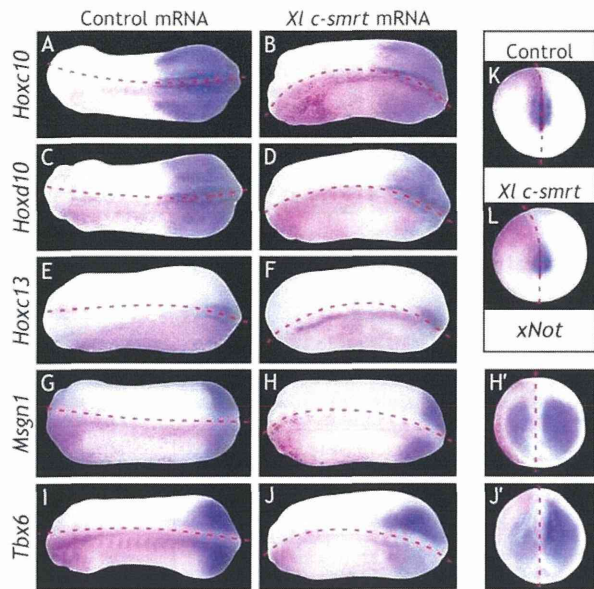 Control mRNA
Xl c-smrt mRNA
Hoxc10
A
B
Hoxd10
C
D
Hoxc13
E
F
Msgn1
G
H
Tbx6
I
J
Control
K
Xl c-smrt
L
xNot
H'
J'